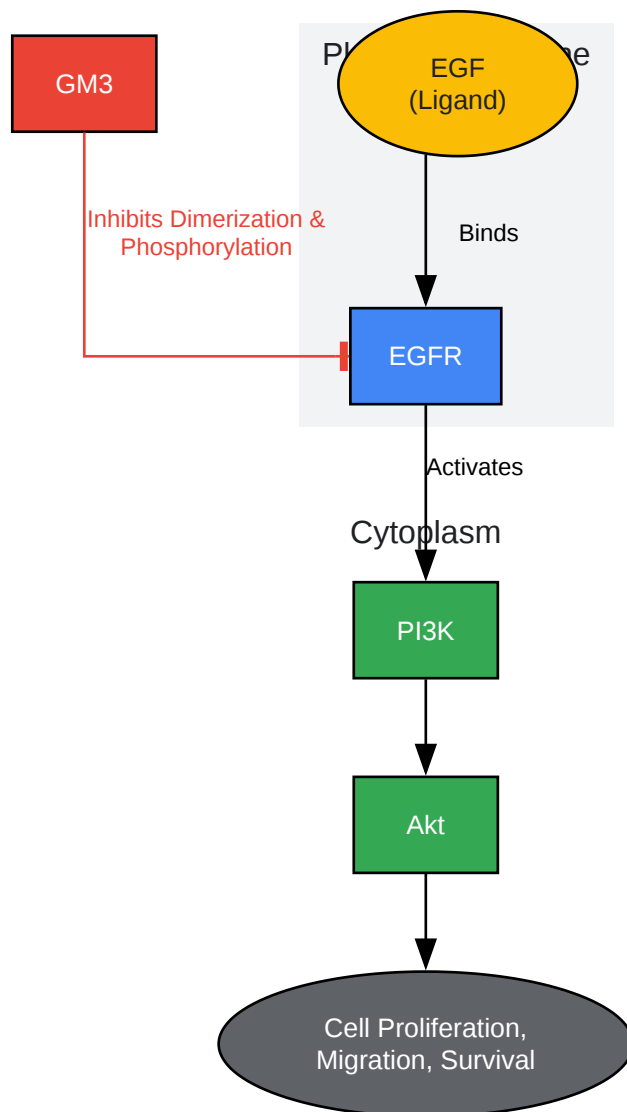 GM3
EGF
(Ligand)
Inhibits Dimerization &
Phosphorylation
Binds
EGFR
Activates
Cytoplasm
PI3K
Akt
Cell Proliferation,
Migration, Survival